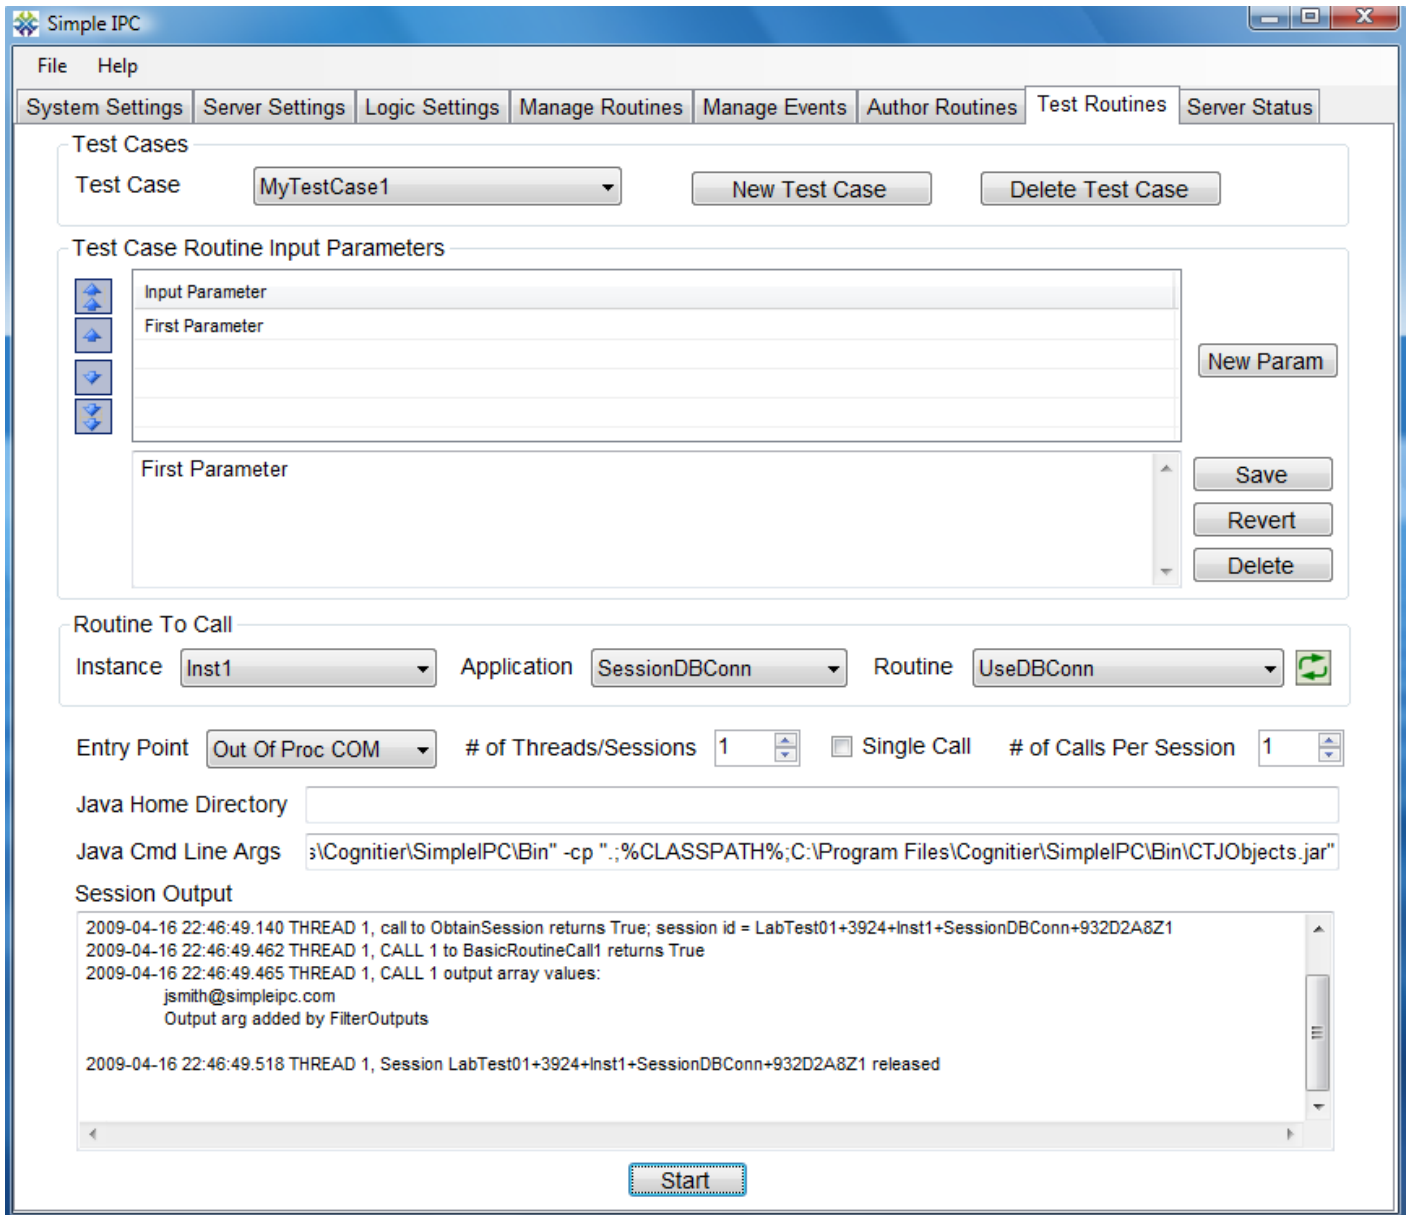 Simple IPC
File Help
System Settings Server Settings Logic Settings Manage Routines Manage Events Author Routines Test Routines Server Status
Test Cases
Test Case MyTestCase1 New Test Case Delete Test Case
Test Case Routine Input Parameters
Input Parameter
First Parameter
New Param
First Parameter
Save
Revert
Delete
Routine To Call
Instance Inst1 Application SessionDBConn Routine UseDBConn
Entry Point Out Of Proc COM # of Threads/Sessions 1 Single Call # of Calls Per Session 1
Java Home Directory
Java Cmd Line Args s\Cognitier\SimpleIPC\Bin" -cp ".;%CLASSPATH%;C:\Program Files\Cognitier\SimpleIPC\Bin\CTJObjects.jar"
Session Output
2009-04-16 22:46:49.140 THREAD 1, call to ObtainSession returns True; session id = LabTest01+3924+Inst1+SessionDBConn+932D2A8Z1
2009-04-16 22:46:49.462 THREAD 1, CALL 1 to BasicRoutineCall1 returns True
2009-04-16 22:46:49.465 THREAD 1, CALL 1 output array values:
jsmith@simpleipc.com
Output arg added by FilterOutputs
2009-04-16 22:46:49.518 THREAD 1, Session LabTest01+3924+Inst1+SessionDBConn+932D2A8Z1 released
Start